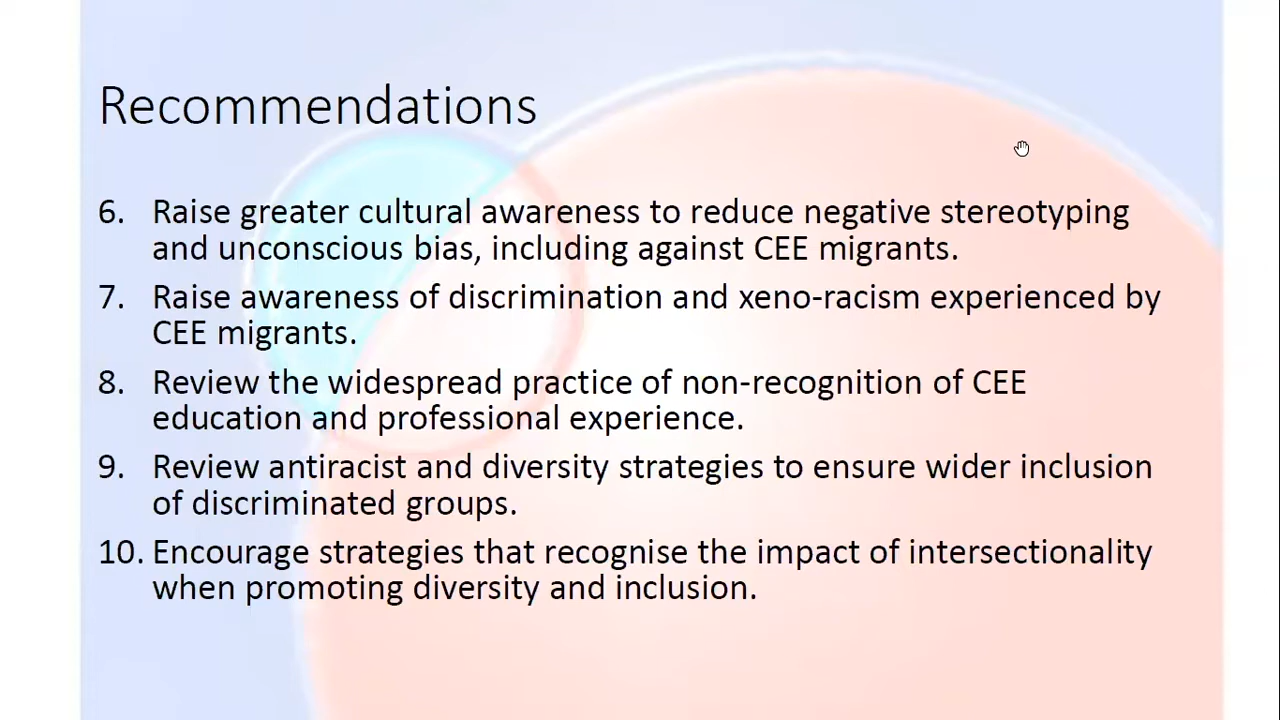 Recommendations
6. Raise greater cultural awareness to reduce negative stereotyping
and unconscious bias, including against CEE migrants.
7. Raise awareness of discrimination and xeno-racism experienced by
CEE migrants.
8. Review the widespread practice of non-recognition of CEE
education and professional experience.
9. Review antiracist and diversity strategies to ensure wider inclusion
of discriminated groups.
10. Encourage strategies that recognise the impact of intersectionality
when promoting diversity and inclusion.